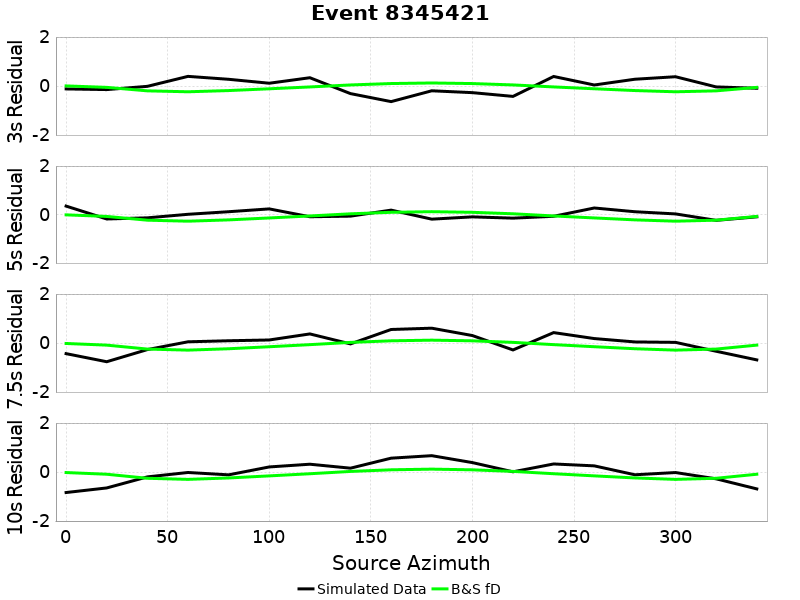 Event 8345421
3s Residual
2
0
-2
5s Residual
2
0
-2
7.5s Residual
2
0
-2
10s Residual
2
0
-2
0 50 100 150 200 250 300
Source Azimuth
Simulated Data B&S fD